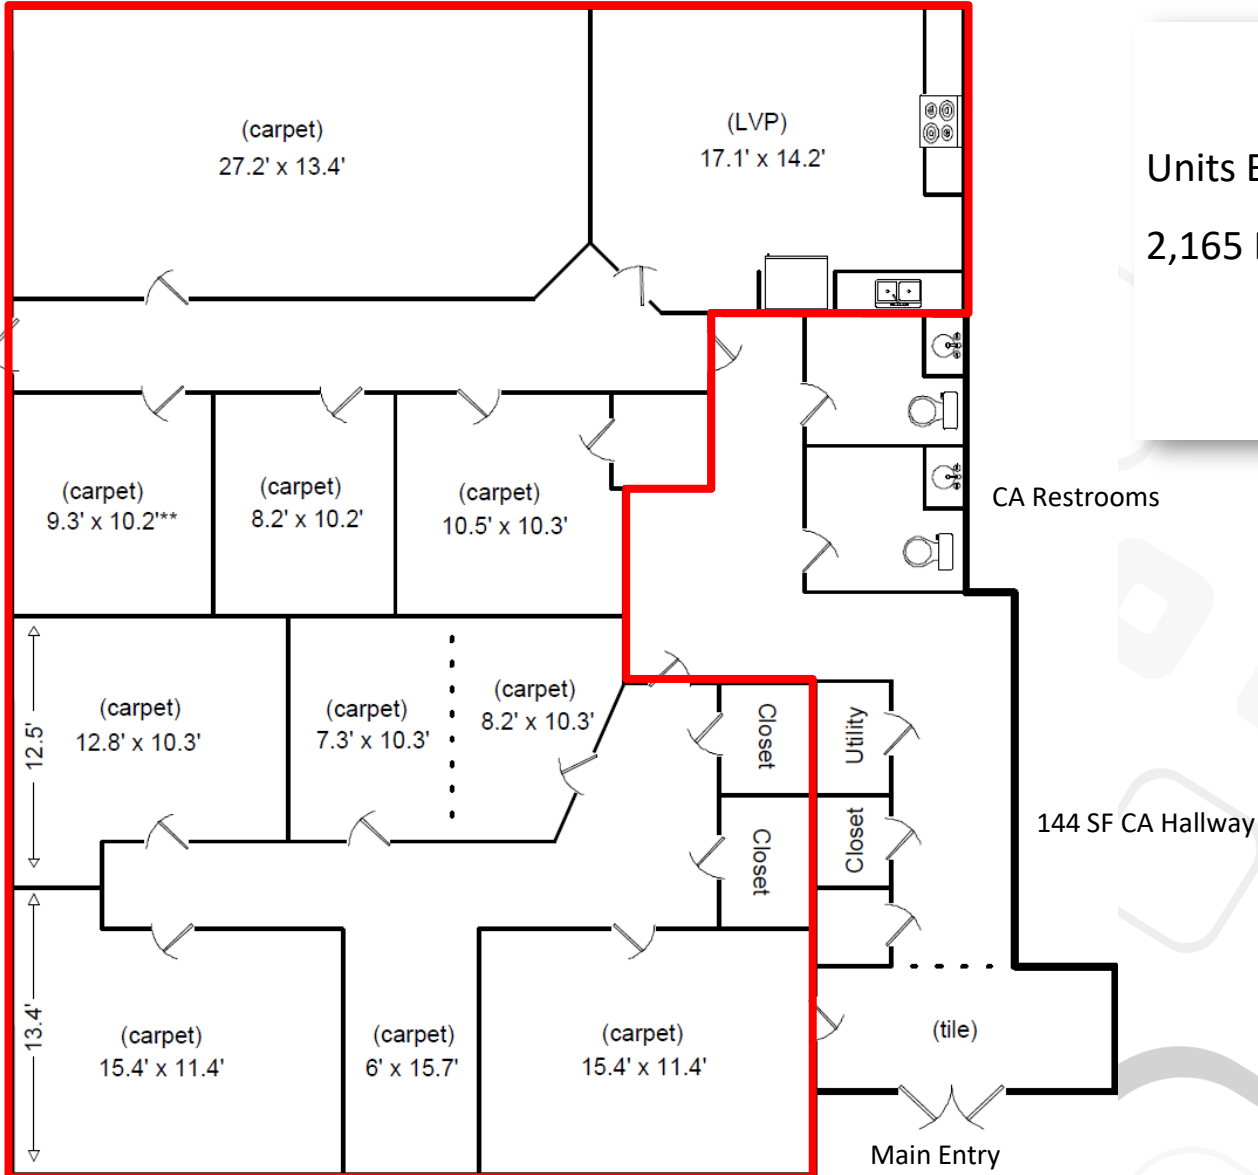 (carpet)
27.2' x 13.4'
(LVP)
17.1' x 14.2'
Units
2,165
(carpet)
9.3' x 10.2'**
(carpet)
8.2' x 10.2'
(carpet)
10.5' x 10.3'
CA Restrooms
12.5'
(carpet)
12.8' x 10.3'
(carpet)
7.3' x 10.3'
(carpet)
8.2' x 10.3'
Closet
Utility
Closet
Closet
144 SF CA Hallway
13.4'
(carpet)
15.4' x 11.4'
(carpet)
6' x 15.7'
(carpet)
15.4' x 11.4'
(tile)
Main Entry